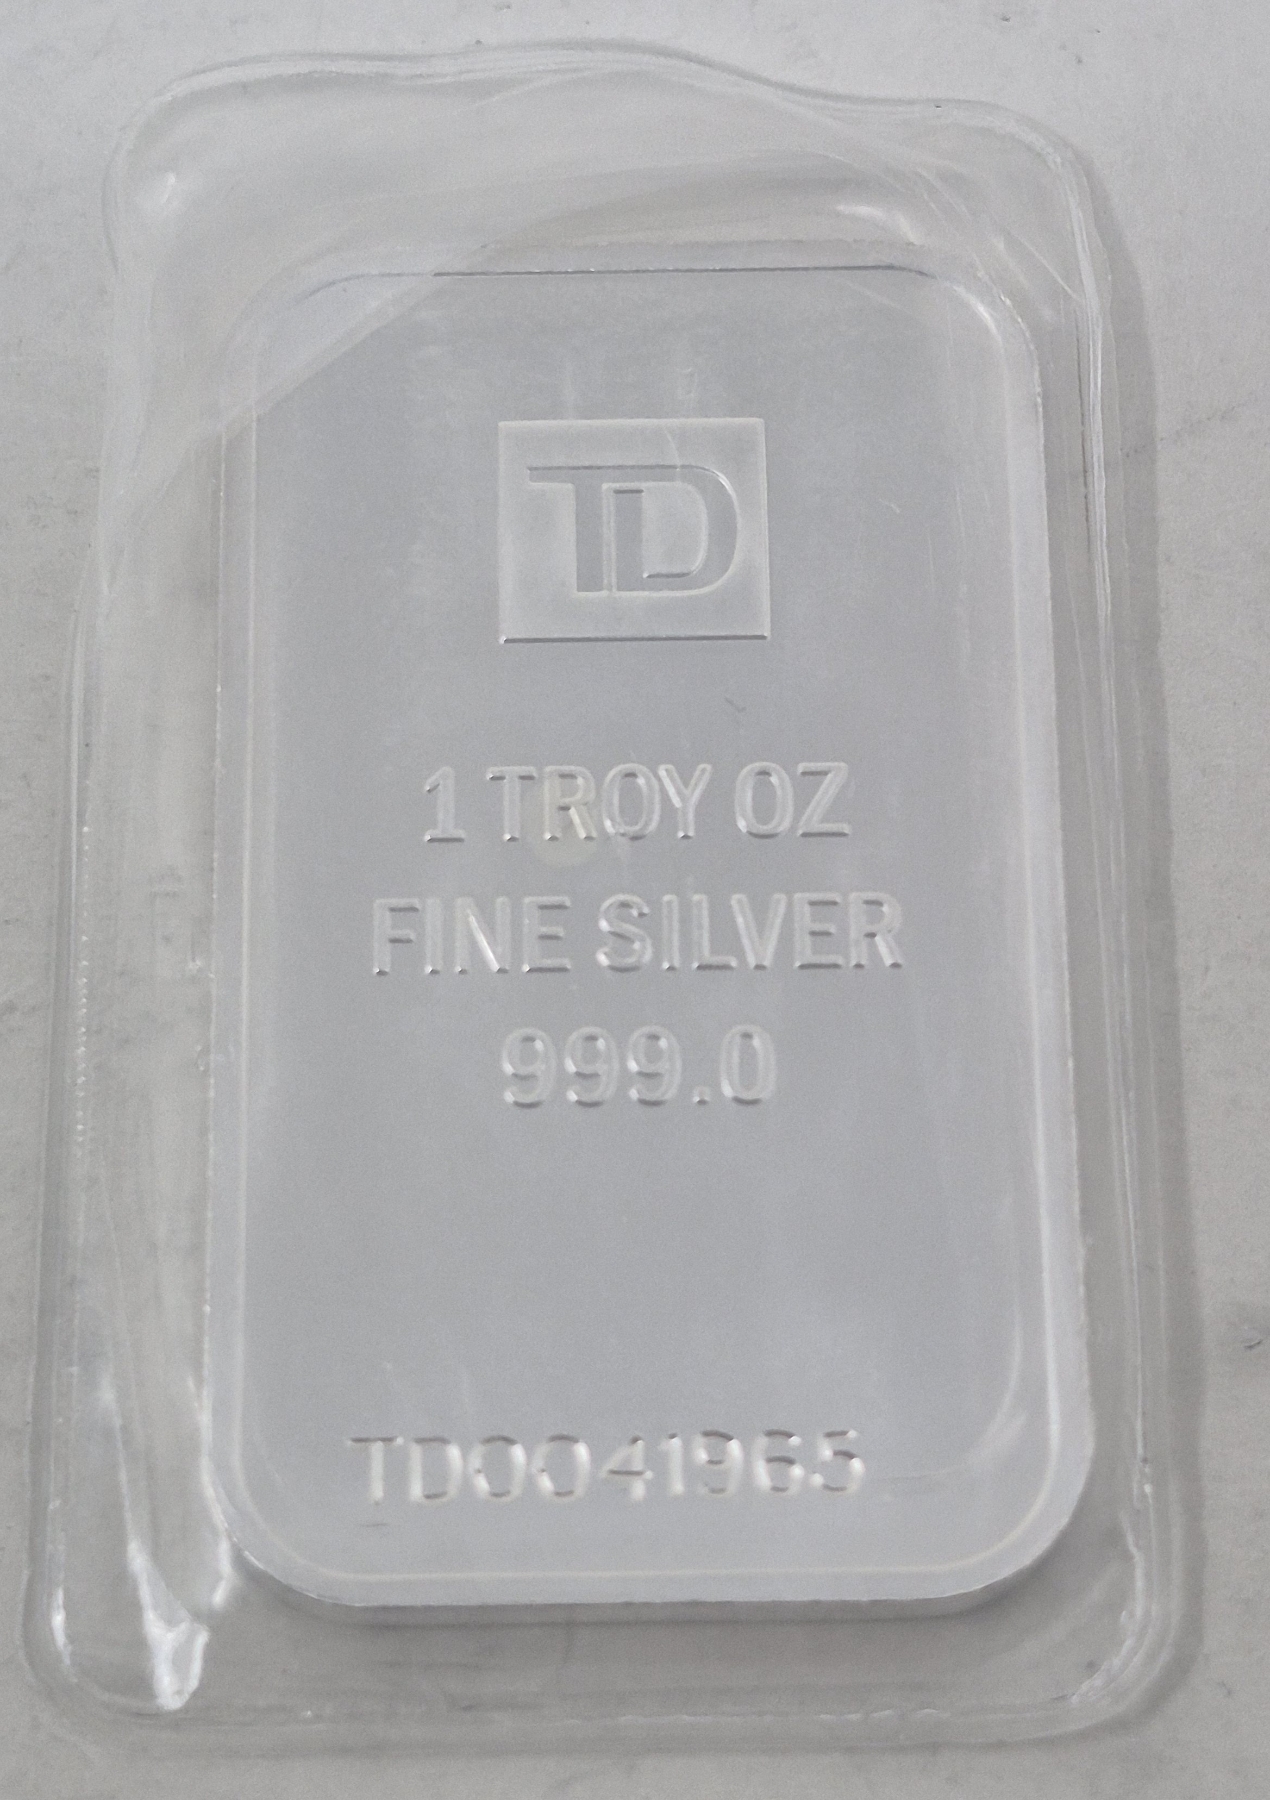 TD
1 TROY OZ
FINE SILVER
999.0
TD0041965